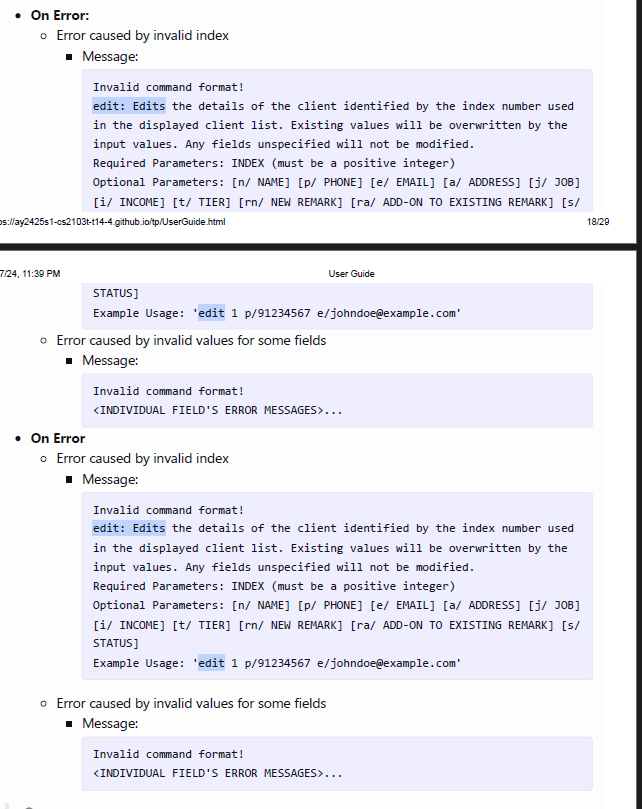 On Error:
Error caused by invalid index
Message:
Invalid command format!
edit: Edits the details of the client identified by the index number used
in the displayed client list. Existing values will be overwritten by the
input values. Any fields unspecified will not be modified.
Required Parameters: INDEX (must be a positive integer)
Optional Parameters: [n/ NAME] [p/ PHONE] [e/ EMAIL] [a/ ADDRESS] [j/ JOB]
[i/ INCOME] [t/ TIER] [rn/ NEW REMARK] [ra/ ADD-ON TO EXISTING REMARK] [s/
ps://ay2425s1-cs2103t-t14-4.github.io/tp/UserGuide.html 18/29
7/24, 11:39 PM User Guide
STATUS]
Example Usage: 'edit 1 p/91234567 e/johndoe@example.com'
Error caused by invalid values for some fields
Message:
Invalid command format!
<INDIVIDUAL FIELD'S ERROR MESSAGES>...
On Error
Error caused by invalid index
Message:
Invalid command format!
edit: Edits the details of the client identified by the index number used
in the displayed client list. Existing values will be overwritten by the
input values. Any fields unspecified will not be modified.
Required Parameters: INDEX (must be a positive integer)
Optional Parameters: [n/ NAME] [p/ PHONE] [e/ EMAIL] [a/ ADDRESS] [j/ JOB]
[i/ INCOME] [t/ TIER] [rn/ NEW REMARK] [ra/ ADD-ON TO EXISTING REMARK] [s/
STATUS]
Example Usage: 'edit 1 p/91234567 e/johndoe@example.com'
Error caused by invalid values for some fields
Message:
Invalid command format!
<INDIVIDUAL FIELD'S ERROR MESSAGES>...